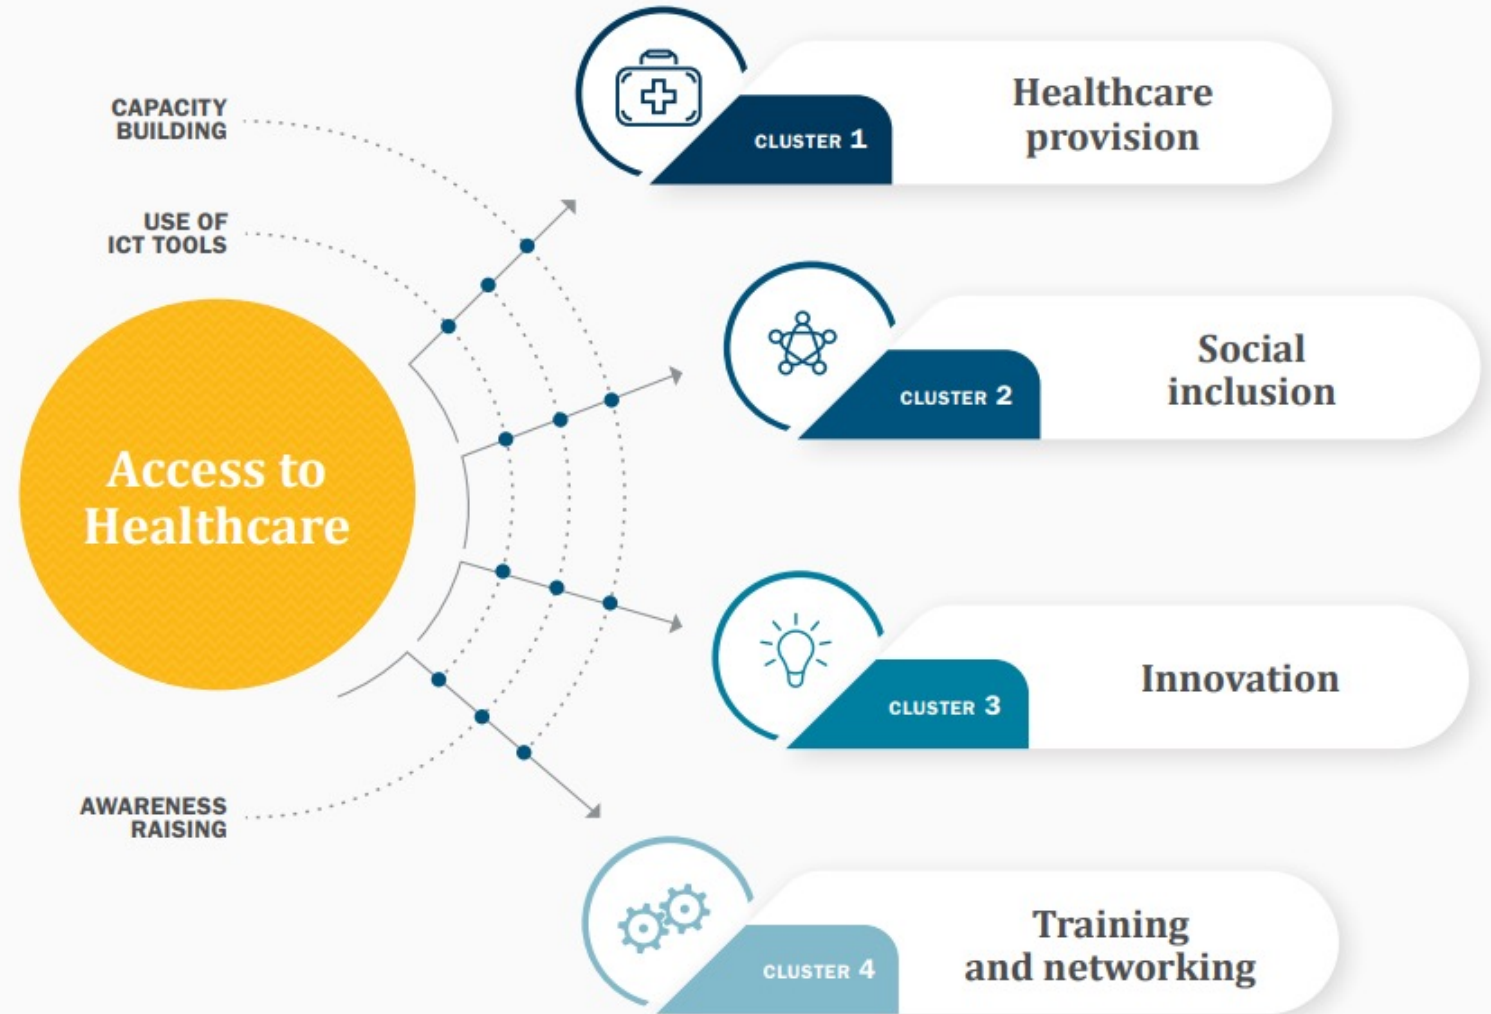 CAPACITY
BUILDING
USE OF
ICT TOOLS
Access to
Healthcare
AWARENESS
RAISING
CLUSTER 1
Healthcare
provision
CLUSTER 2
Social
inclusion
CLUSTER 3
Innovation
CLUSTER 4
Training
and networking